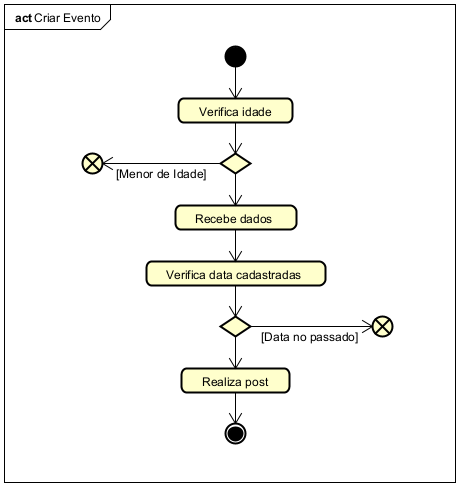 act Criar Evento
Verifica idade
[Menor de Idade]
Recebe dados
Verifica data cadastradas
[Data no passado]
Realiza post